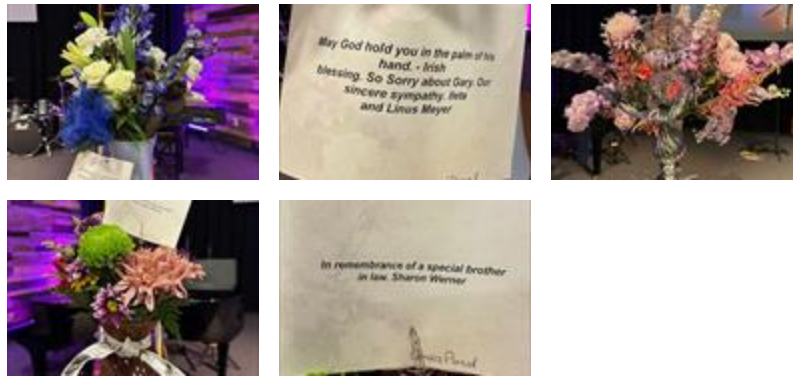 May God hold you in the palm of his
hand. - Irish
blessing. So Sorry about Gary. Our
sincere sympathy.
and Linus Meyer
In remembrance of a special brother
in law. Sharon Werner